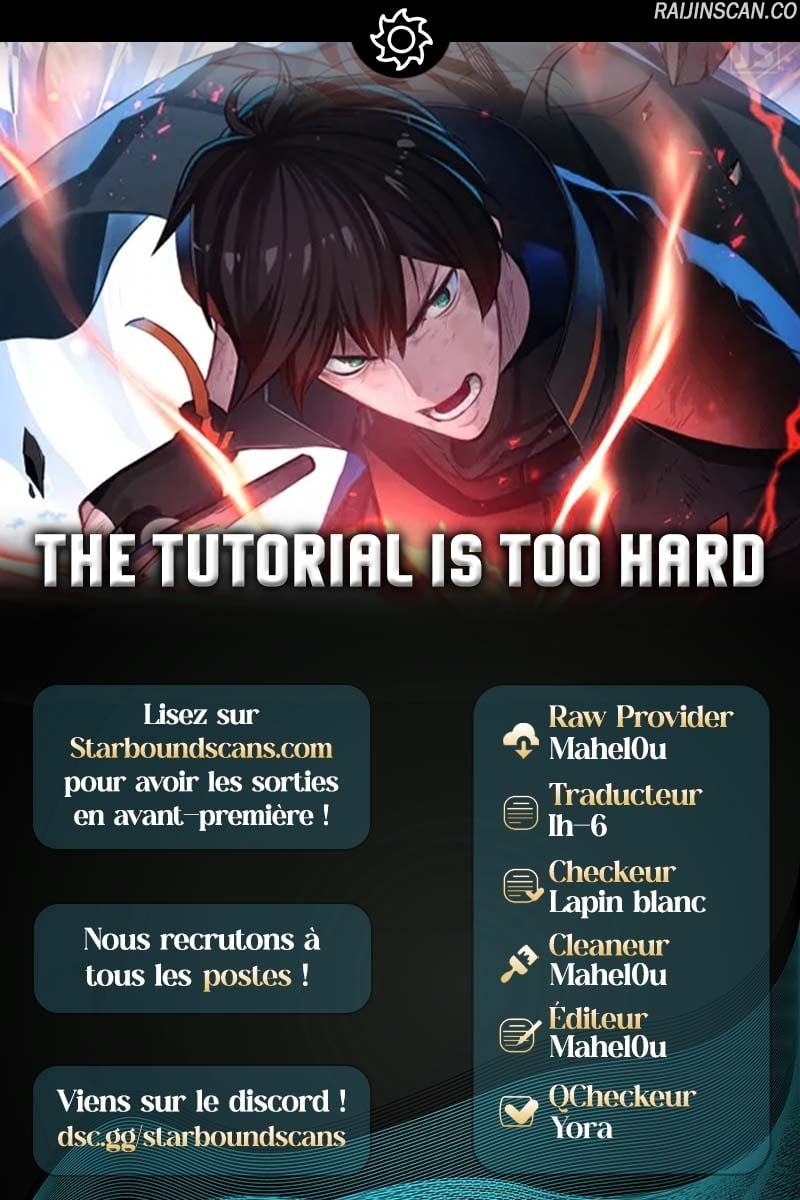 RAIJINSCAN.CO
THE TUTORIAL IS TOO HARD
Lisez sur
Starboundscans.com
pour avoir les sorties
en avant-première !
Nous recrutons à
tous les postes !
Viens sur le discord !
dsc.gg/starboundscans
Raw Provider
Mahel0u
Traducteur
lh-6
Checkeur
Lapin blanc
Cleaneur
Mahel0u
Éditeur
Mahel0u
QCheckeur
Yora